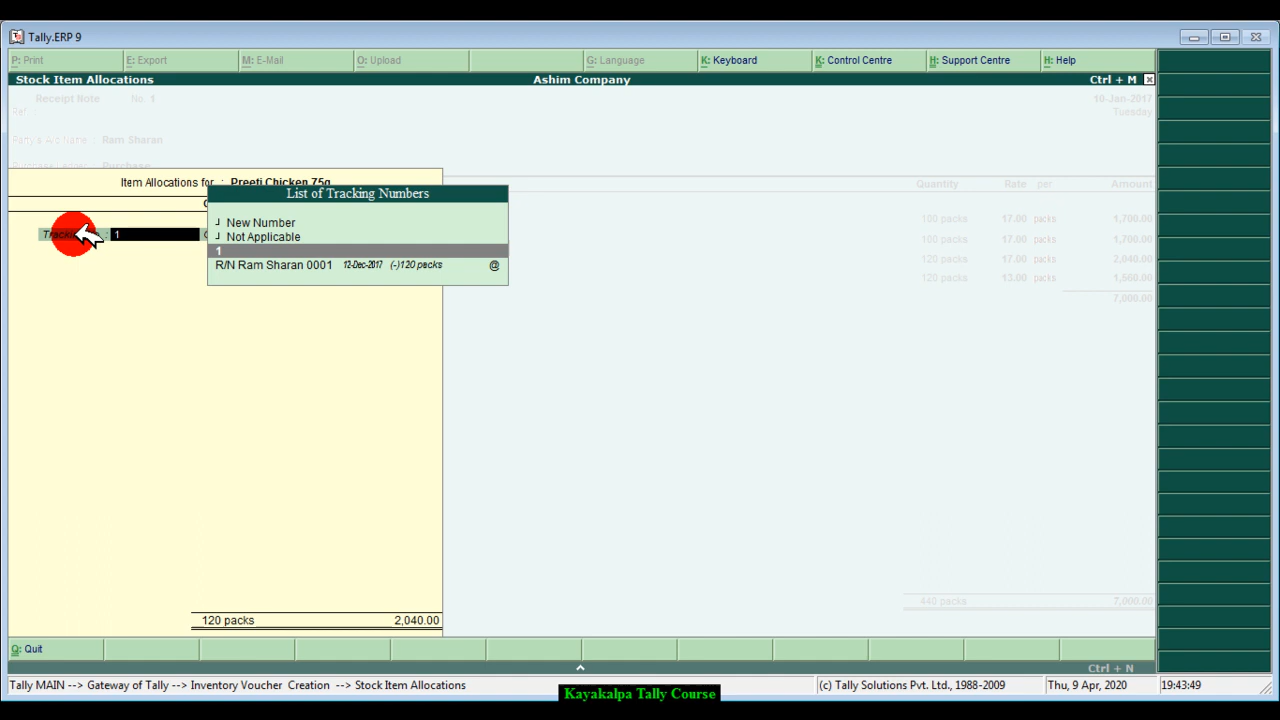 Tally.ERP 9
P: Print E: Export M: E-Mail O: Upload G: Language K: Keyboard K: Control Centre H: Support Centre H: Help
Stock Item Allocations Ashim Company Ctrl + M
Receipt Note No. 1 10-Jan-2017
Ref. Tuesday
Party's A/c Name : Ram Sharan
Purchase Ledger : Purchase
Item Allocations for : Preeti Chicken 75g
Quantity Rate per Amount
List of Tracking Numbers
New Number
Not Applicable
1
R/N Ram Sharan 0001 12-Dec-2017 (-)120 packs @
1
100 packs 17.00 packs 1,700.00
100 packs 17.00 packs 1,700.00
120 packs 17.00 packs 2,040.00
120 packs 13.00 packs 1,560.00
7,000.00
440 packs 7,000.00
120 packs 2,040.00
Q: Quit
Ctrl + N
Tally MAIN --> Gateway of Tally --> Inventory Voucher Creation --> Stock Item Allocations (c) Tally Solutions Pvt. Ltd., 1988-2009 Thu, 9 Apr, 2020 19:43:49
Kayakalpa Tally Course